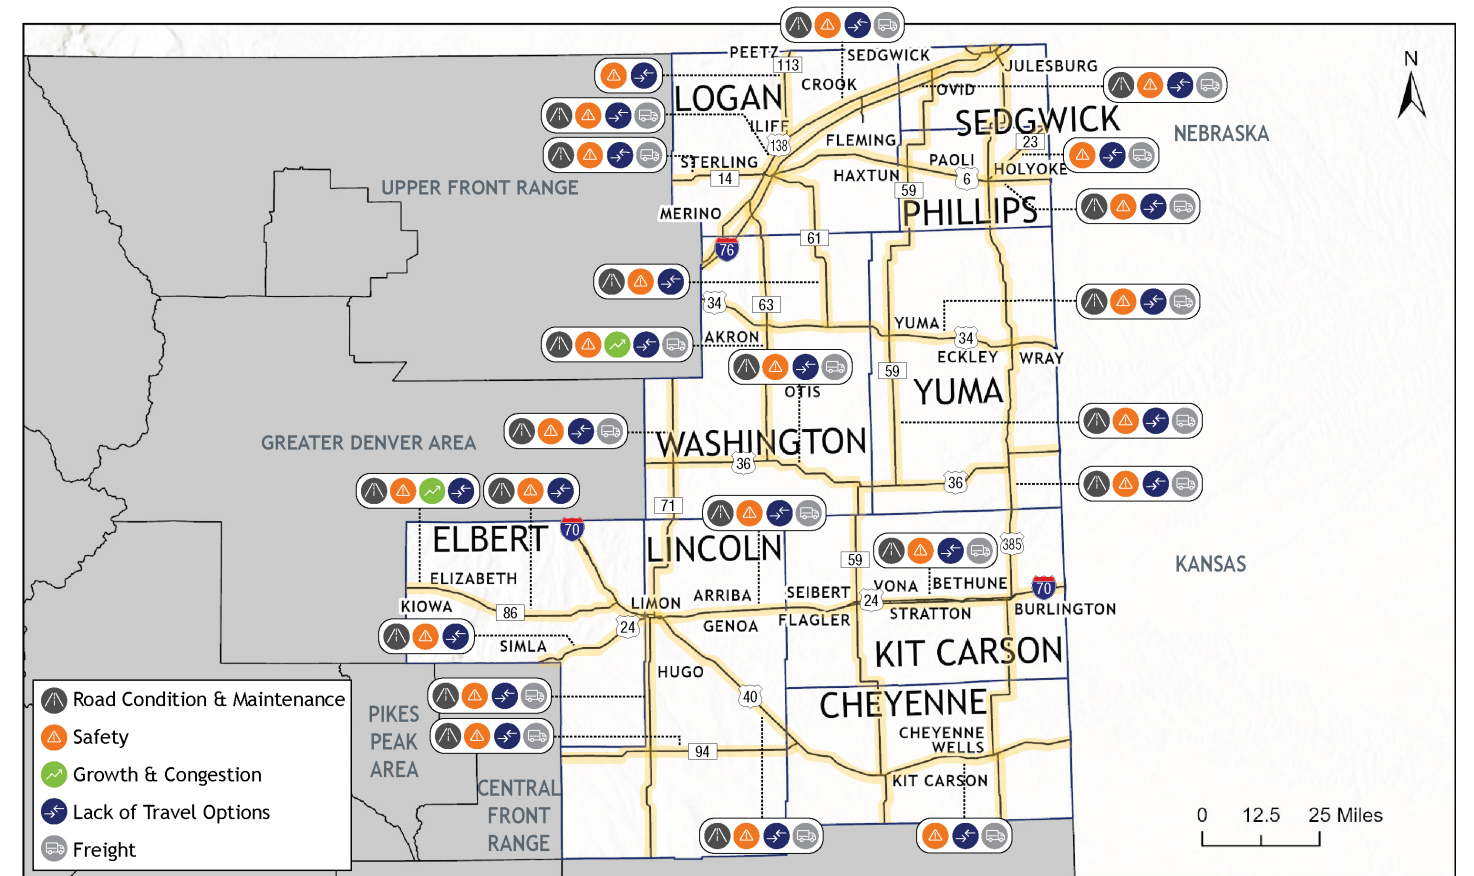 PEETZ
SEDGWICK
N
113
CROOK
JULESBURG
OVID
LOGAN
SEDGWICK
NEBRASKA
ILIFF
138
FLEMING
23
STERLING
PAOLI
HOLYOKE
14
HAXTUN
59
6
UPPER FRONT RANGE
MERINO
PHILLIPS
61
76
34
63
YUMA
AKRON
34
ECKLEY
WRAY
59
OTIS
YUMA
GREATER DENVER AREA
WASHINGTON
36
36
71
70
ELBERT
LINCOLN
385
59
KANSAS
ELIZABETH
VONA
BETHUNE
70
KIOWA
86
LIMON
ARRIBA
SEIBERT
24
STRATTON
BURLINGTON
24
GENOA
FLAGLER
SIMLA
KIT CARSON
HUGO
40
CHEYENNE
CHEYENNE
WELLS
94
KIT CARSON
PIKES
PEAK
AREA
CENTRAL
FRONT
RANGE
Road Condition & Maintenance
Safety
Growth & Congestion
Lack of Travel Options
Freight
0 12.5 25 Miles